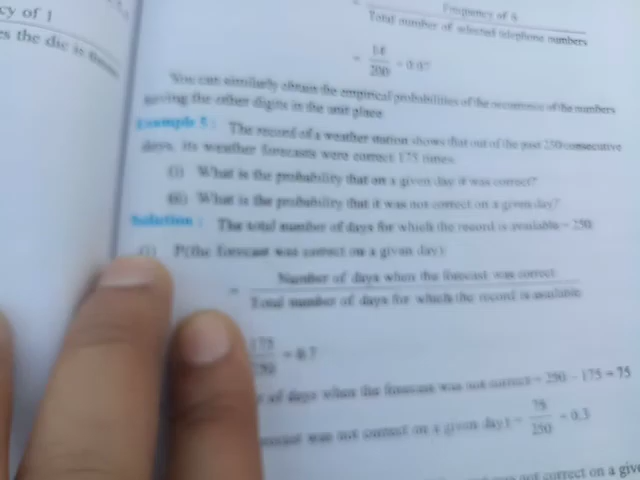 cy of 1
es the die is
Frequency of 6
Total number of selected telephone numbers
= 14/200 = 0.07
You can similarly obtain the empirical probabilities of the occurrence of the numbers
having the other digits in the unit place.
Example 5 : The record of a weather station shows that out of the past 250 consecutive
days, its weather forecasts were correct 175 times.
(i) What is the probability that on a given day it was correct?
(ii) What is the probability that it was not correct on a given day?
Solution : The total number of days for which the record is available = 250
(i) P(the forecast was correct on a given day)
= Number of days when the forecast was correct
Total number of days for which the record is available
175/250 = 0.7
of days when the forecast was not correct = 250 – 175 = 75
was not correct on a given day) = 75/250 = 0.3
not correct on a give